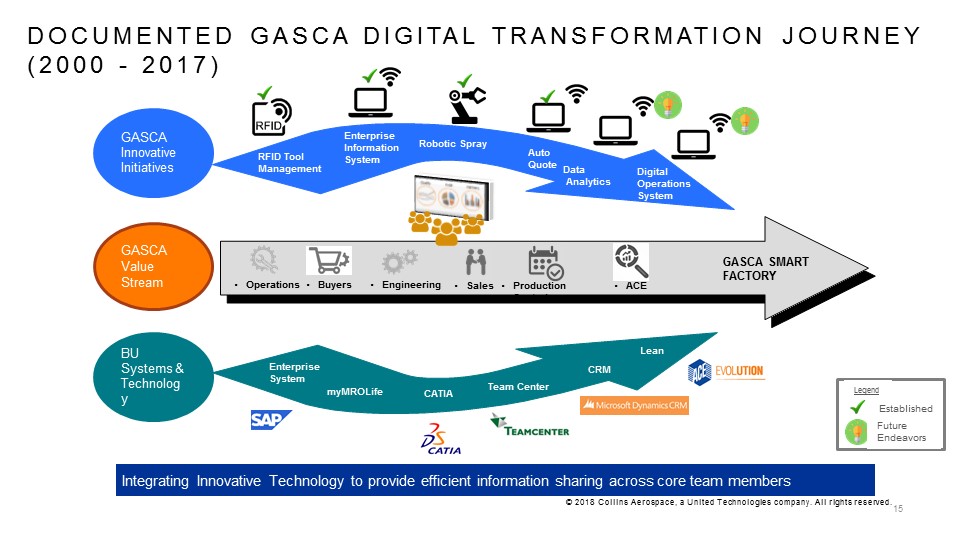 DOCUMENTED GASCA DIGITAL TRANSFORMATION JOURNEY
(2000 - 2017)
GASCA
Innovative
Initiatives
RFID
RFID Tool
Management
Enterprise
Information
System
Robotic Spray
Auto
Quote
Data
Analytics
Digital
Operations
System
GASCA
Value
Stream
• Operations
• Buyers
• Engineering
• Sales
• Production
• ACE
GASCA SMART
FACTORY
BU
Systems &
Technolog
y
Enterprise
System
myMROLife
CATIA
Team Center
CRM
Lean
SAP
DS
CATIA
TEAMCENTER
Microsoft Dynamics CRM
ACE EVOLUTION
Legend
Established
Future
Endeavors
Integrating Innovative Technology to provide efficient information sharing across core team members
© 2018 Collins Aerospace, a United Technologies company. All rights reserved.
15